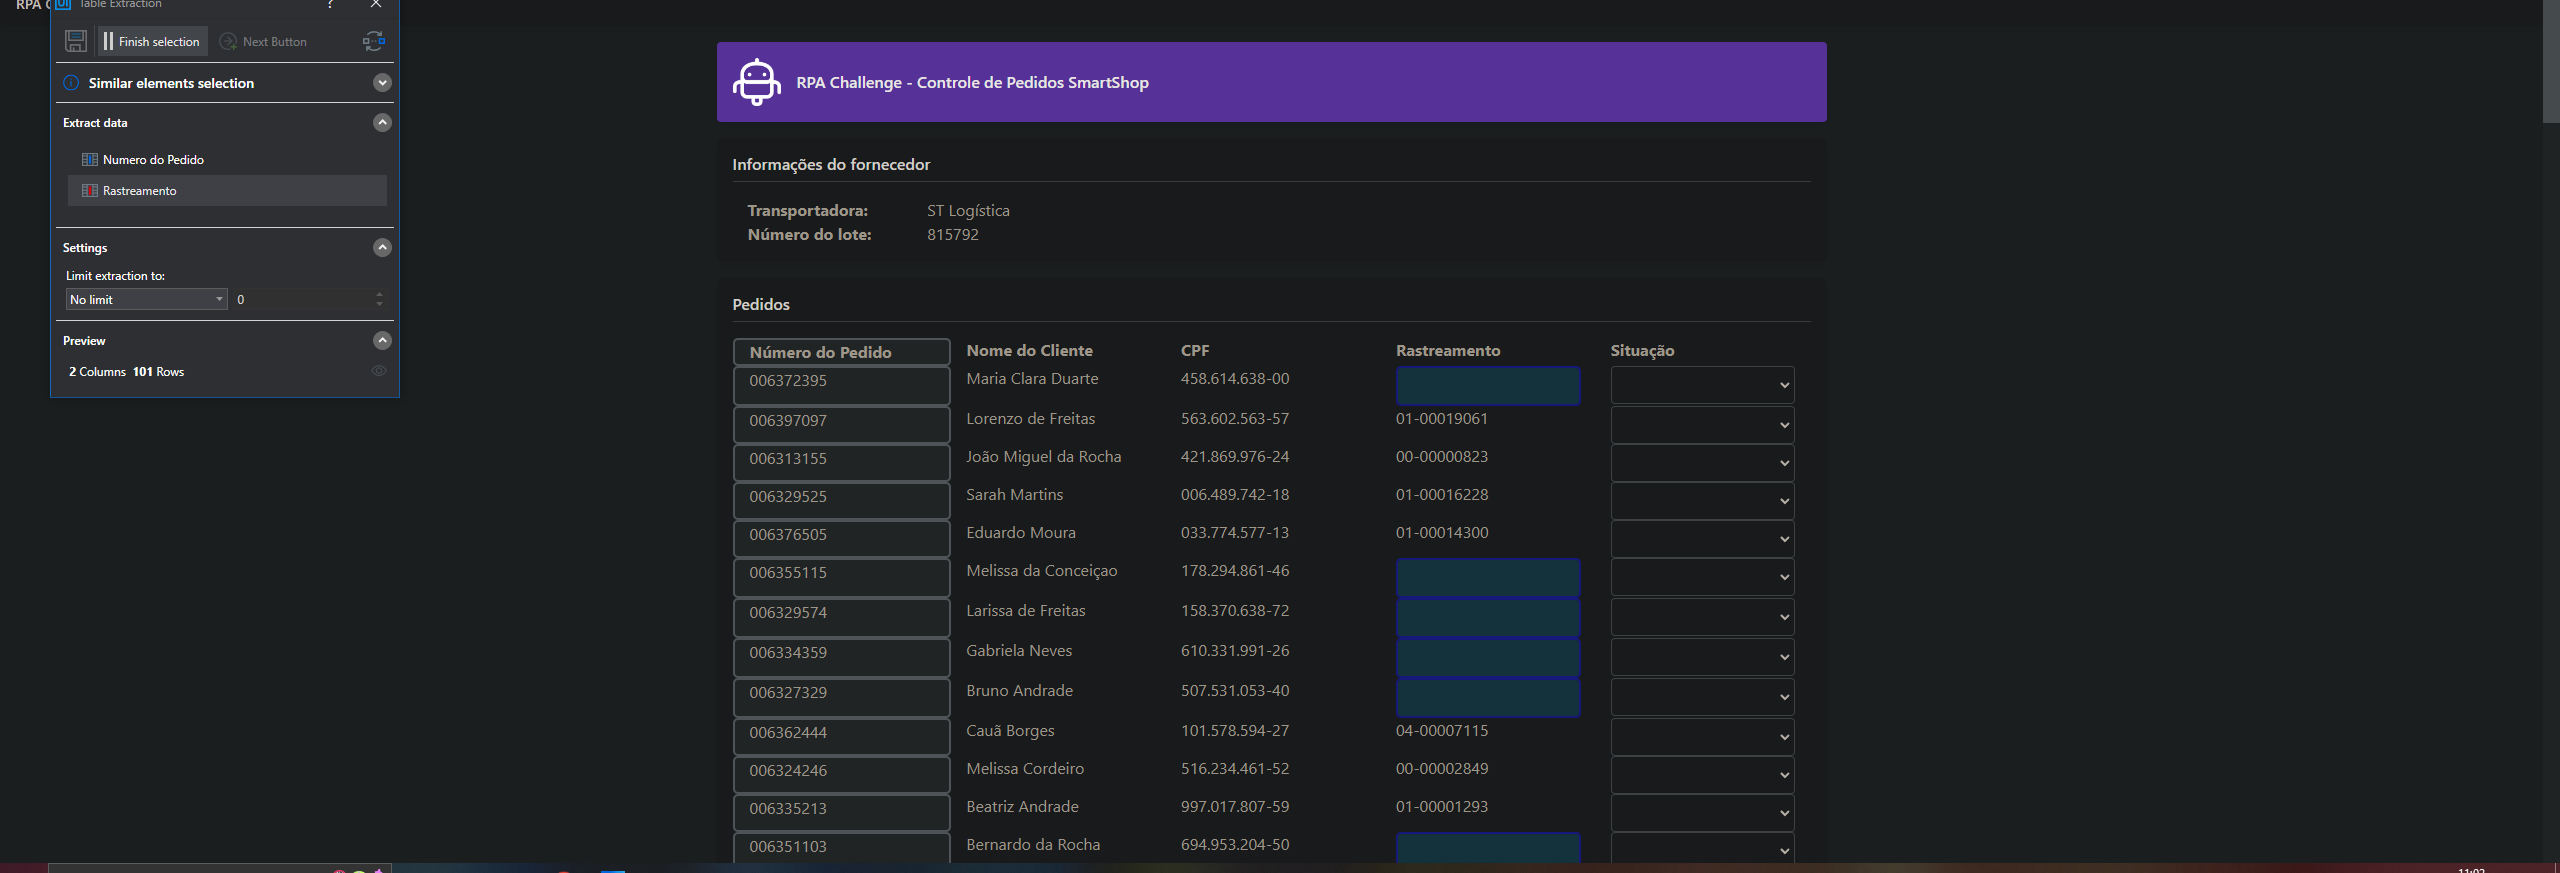 RPA C
Table Extraction ?
Finish selection Next Button
Similar elements selection
Extract data
Numero do Pedido
Rastreamento
Settings
Limit extraction to:
No limit 0
Preview
2 Columns 101 Rows
RPA Challenge - Controle de Pedidos SmartShop
Informações do fornecedor
Transportadora: ST Logística
Número do lote: 815792
Pedidos
Número do Pedido Nome do Cliente CPF Rastreamento Situação
006372395 Maria Clara Duarte 458.614.638-00
006397097 Lorenzo de Freitas 563.602.563-57 01-00019061
006313155 João Miguel da Rocha 421.869.976-24 00-00000823
006329525 Sarah Martins 006.489.742-18 01-00016228
006376505 Eduardo Moura 033.774.577-13 01-00014300
006355115 Melissa da Conceiçao 178.294.861-46
006329574 Larissa de Freitas 158.370.638-72
006334359 Gabriela Neves 610.331.991-26
006327329 Bruno Andrade 507.531.053-40
006362444 Cauã Borges 101.578.594-27 04-00007115
006324246 Melissa Cordeiro 516.234.461-52 00-00002849
006335213 Beatriz Andrade 997.017.807-59 01-00001293
006351103 Bernardo da Rocha 694.953.204-50